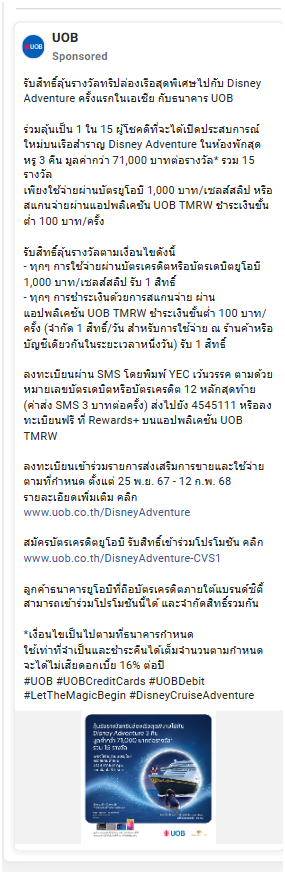 UOB
Sponsored
รับสิทธิ์ลุ้นรางวัลทริปล่องเรือสุดพิเศษไปกับ Disney
Adventure ครั้งแรกในเอเชีย กับธนาคาร UOB
ร่วมลุ้นเป็น 1 ใน 15 ผู้โชคดีที่จะได้เปิดประสบการณ์
ใหม่บนเรือสำราญ Disney Adventure ในห้องพักสุด
หรู 3 คืน มูลค่ากว่า 71,000 บาทต่อรางวัล* รวม 15
รางวัล
เพียงใช้จ่ายผ่านบัตรยูโอบี 1,000 บาท/เซลส์สลิป หรือ
สแกนจ่ายผ่านแอปพลิเคชัน UOB TMRW ชำระเงินขั้น
ต่ำ 100 บาท/ครั้ง
รับสิทธิ์ลุ้นรางวัลตามเงื่อนไขดังนี้
- ทุกๆ การใช้จ่ายผ่านบัตรเครดิตหรือบัตรเดบิตยูโอบี
1,000 บาท/เซลส์สลิป รับ 1 สิทธิ์
- ทุกๆ การชำระเงินด้วยการสแกนจ่าย ผ่าน
แอปพลิเคชัน UOB TMRW ชำระเงินขั้นต่ำ 100 บาท/
ครั้ง (จำกัด 1 สิทธิ์/วัน สำหรับการใช้จ่าย ณ ร้านค้าหรือ
บัญชีเดียวกันในระยะเวลาหนึ่งวัน) รับ 1 สิทธิ์
ลงทะเบียนผ่าน SMS โดยพิมพ์ YEC เว้นวรรค ตามด้วย
หมายเลขบัตรเดบิตหรือบัตรเครดิต 12 หลักสุดท้าย
(ค่าส่ง SMS 3 บาทต่อครั้ง) ส่งไปยัง 4545111 หรือลง
ทะเบียนฟรี ที่ Rewards+ บนแอปพลิเคชัน UOB
TMRW
ลงทะเบียนเข้าร่วมรายการส่งเสริมการขายและใช้จ่าย
ตามที่กำหนด ตั้งแต่ 25 พ.ย. 67 - 12 ก.พ. 68
รายละเอียดเพิ่มเติม คลิก
www.uob.co.th/DisneyAdventure
สมัครบัตรเครดิตยูโอบี รับสิทธิ์เข้าร่วมโปรโมชัน คลิก
www.uob.co.th/DisneyAdventure-CVS1
ลูกค้าธนาคารยูโอบีที่ถือบัตรเครดิตภายใต้แบรนด์ซิตี้
สามารถเข้าร่วมโปรโมชันนี้ได้ และจำกัดสิทธิ์รวมกัน
*เงื่อนไขเป็นไปตามที่ธนาคารกำหนด
ใช้เท่าที่จำเป็นและชำระคืนได้เต็มจำนวนตามกำหนด
จะได้ไม่เสียดอกเบี้ย 16% ต่อปี
#UOB #UOBCreditCards #UOBDebit
#LetTheMagicBegin #DisneyCruiseAdventure
Disney Adventure 3 คืน
มูลค่ากว่า 71,000 บาทต่อรางวัล*
รวม 15 รางวัล
UOB